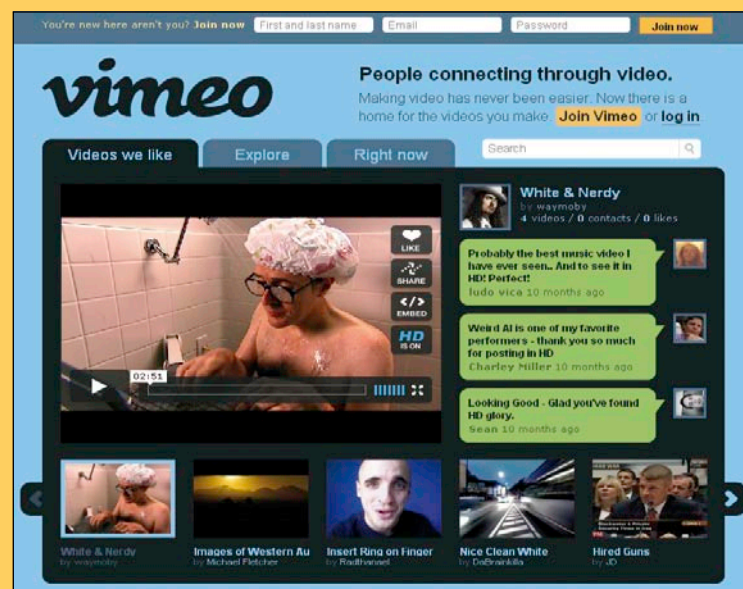 You're new here aren't you? Join now First and last name Email Password Join now
vimeo
People connecting through video.
Making video has never been easier. Now there is a
home for the videos you make. Join Vimeo or log in
Videos we like Explore Right now Search
White & Nerdy
by waymoby
4 videos / 0 contacts / 0 likes
LIKE
SHARE
</>
EMBED
HD
IS ON
02:51
Probably the best music video I
have ever seen.. And to see it in
HD! Perfect!
ludo vica 10 months ago
Weird Al is one of my favorite
performers - thank you so much
for posting in HD
Charley Miller 10 months ago
Looking Good - Glad you've found
HD glory.
Sean 10 months ago
White & Nerdy
by waymoby
Images of Western Au
by Michael Fletcher
Insert Ring on Finger
by Radthanael
Nice Clean White
by DaBrainkilla
Hired Guns
by JD